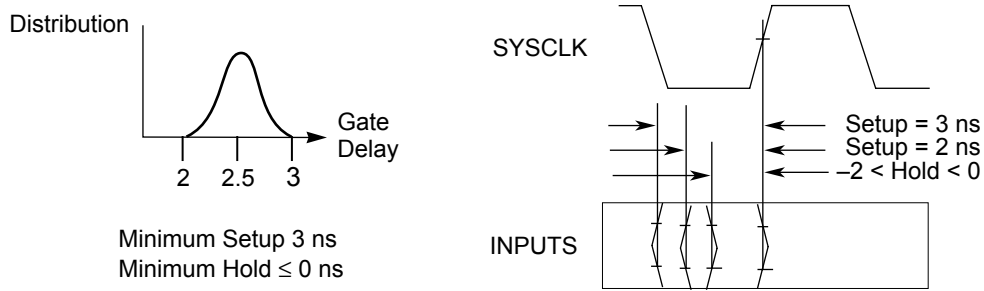 Distribution
Gate
Delay
2 2.5 3
Minimum Setup 3 ns
Minimum Hold ≤ 0 ns
SYSCLK
Setup = 3 ns
Setup = 2 ns
–2 < Hold < 0
INPUTS